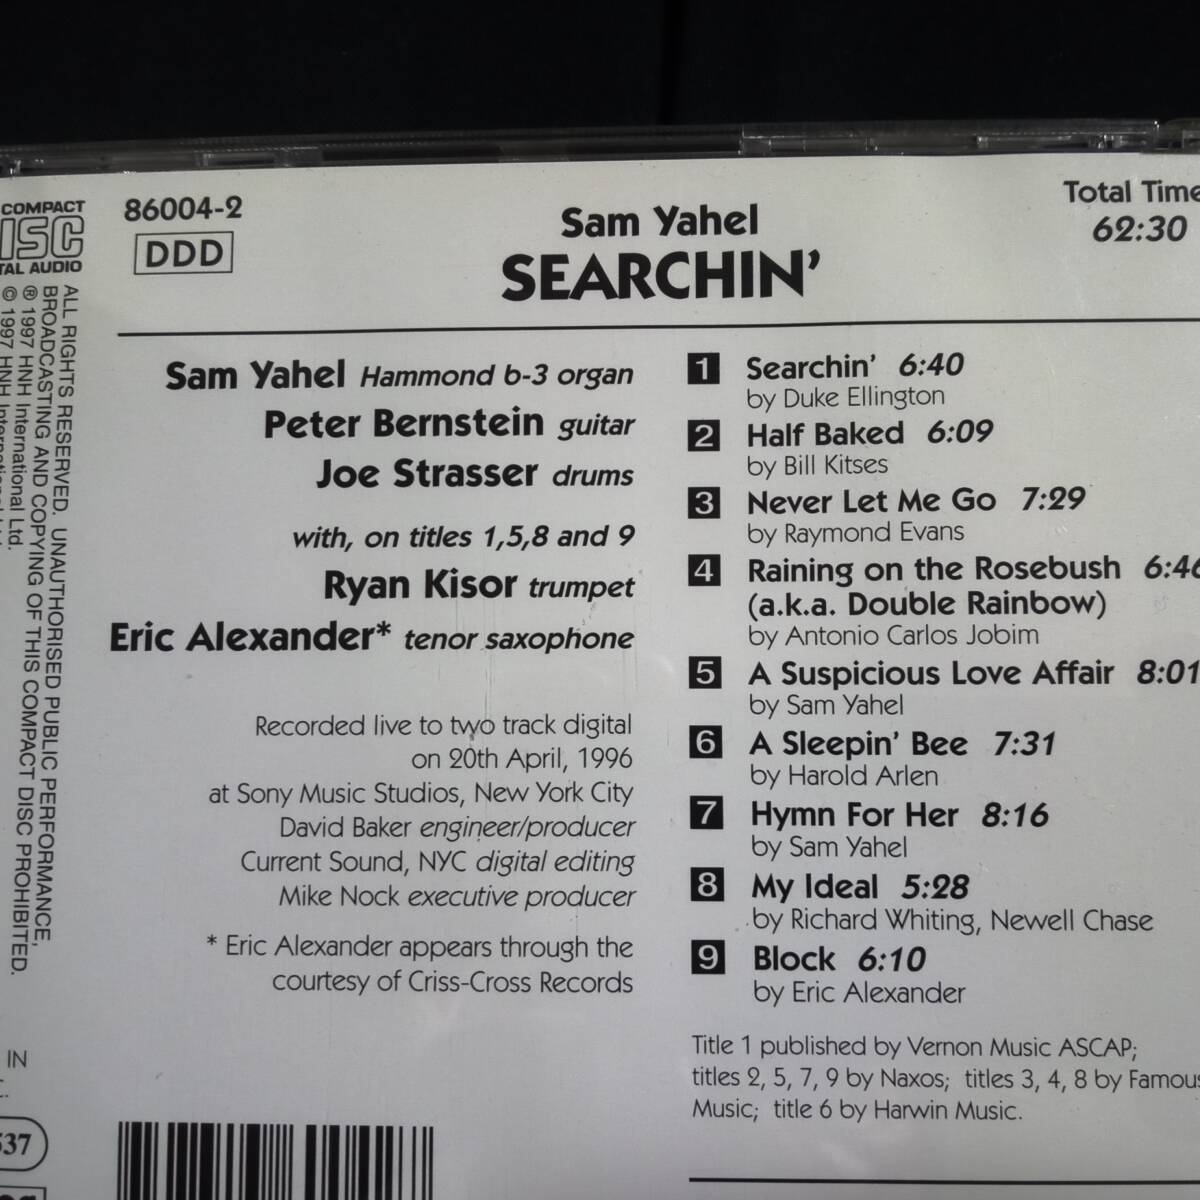 COMPACT
DISC
DIGITAL AUDIO
86004-2
DDD
Sam Yahel
SEARCHIN'
Total Time
62:30
Sam Yahel Hammond b-3 organ
Peter Bernstein guitar
Joe Strasser drums
with, on titles 1,5,8 and 9
Ryan Kisor trumpet
Eric Alexander* tenor saxophone
Recorded live to two track digital
on 20th April, 1996
at Sony Music Studios, New York City
David Baker engineer/producer
Current Sound, NYC digital editing
Mike Nock executive producer
* Eric Alexander appears through the
courtesy of Criss-Cross Records
1 Searchin' 6:40
by Duke Ellington
2 Half Baked 6:09
by Bill Kitses
3 Never Let Me Go 7:29
by Raymond Evans
4 Raining on the Rosebush 6:46
(a.k.a. Double Rainbow)
by Antonio Carlos Jobim
5 A Suspicious Love Affair 8:01
by Sam Yahel
6 A Sleepin' Bee 7:31
by Harold Arlen
7 Hymn For Her 8:16
by Sam Yahel
8 My Ideal 5:28
by Richard Whiting, Newell Chase
9 Block 6:10
by Eric Alexander
Title 1 published by Vernon Music ASCAP;
titles 2, 5, 7, 9 by Naxos; titles 3, 4, 8 by Famous
Music; title 6 by Harwin Music.
ALL RIGHTS RESERVED. UNAUTHORISED PUBLIC PERFORMANCE,
BROADCASTING AND COPYING OF THIS COMPACT DISC PROHIBITED.
℗ 1997 HNH International Ltd.
© 1997 HNH International Ltd.
IN
537